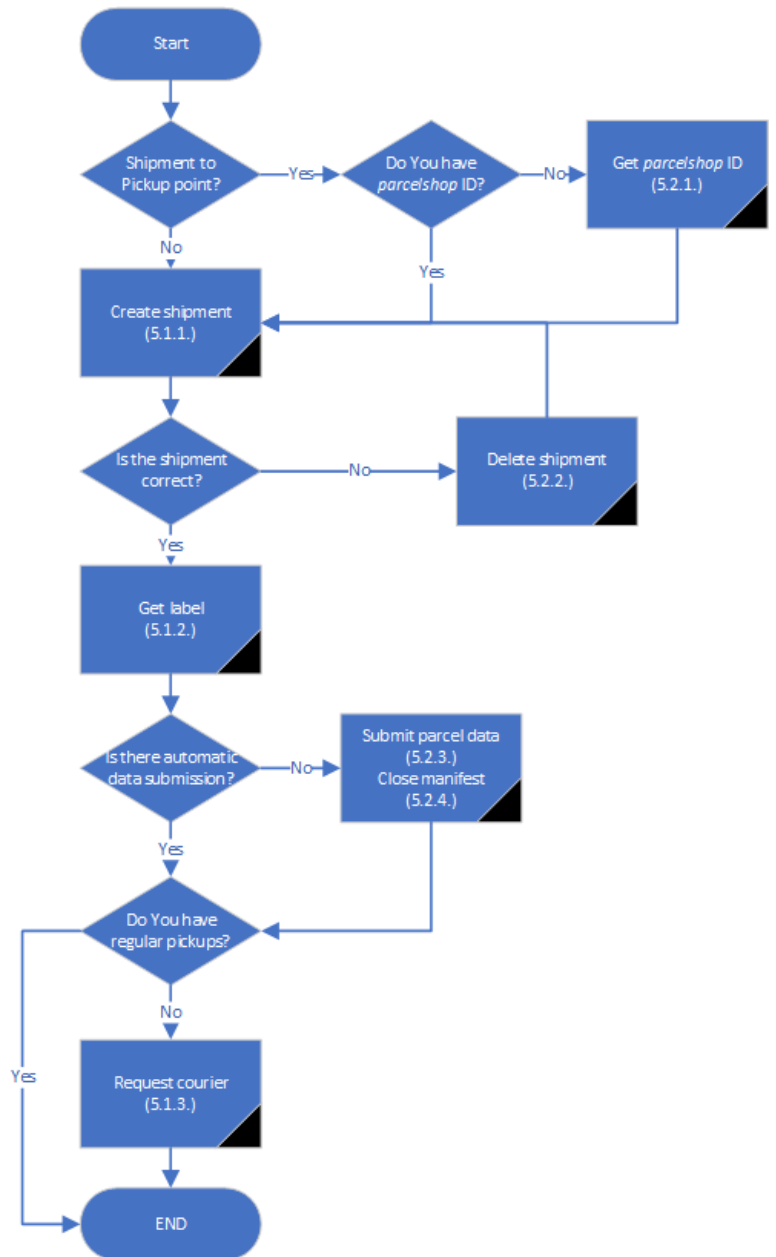 Start
Shipment to
Pickup point?
Yes
Do You have
parcelshop ID?
No
Get parcelshop ID
(5.2.1.)
No
Yes
Create shipment
(5.1.1.)
Is the shipment
correct?
No
Delete shipment
(5.2.2.)
Yes
Get label
(5.1.2.)
Is there automatic
data submission?
No
Submit parcel data
(5.2.3.)
Close manifest
(5.2.4.)
Yes
Do You have
regular pickups?
No
Yes
Request courier
(5.1.3.)
END